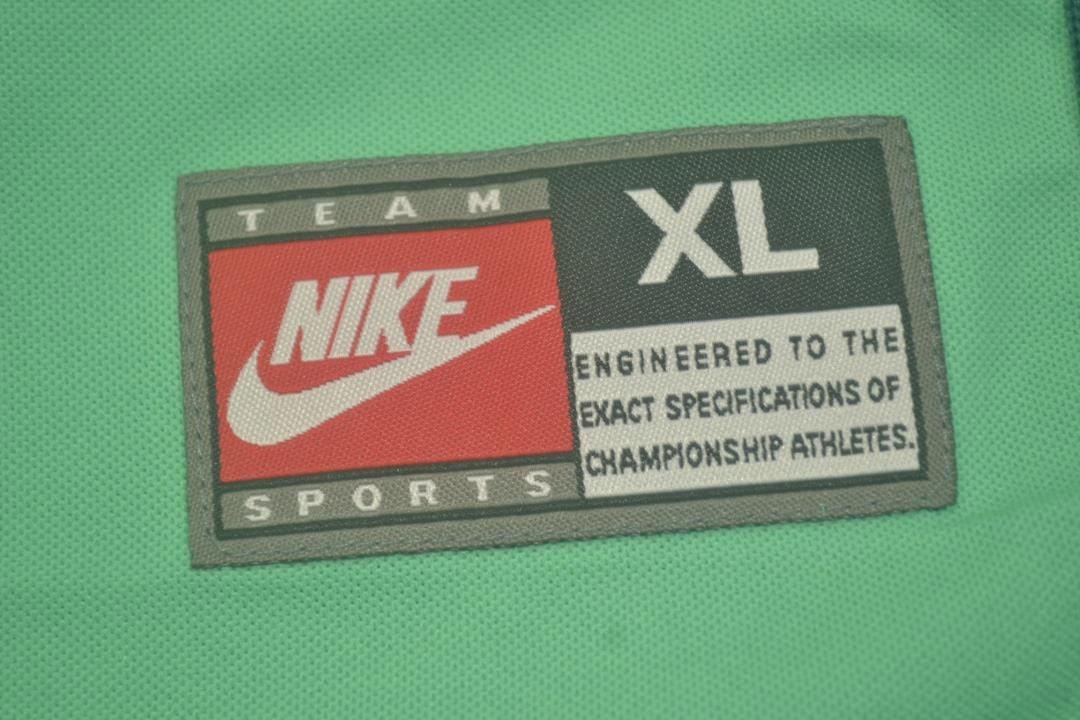 TEAM
NIKE
SPORTS
XL
ENGINEERED TO THE
EXACT SPECIFICATIONS OF
CHAMPIONSHIP ATHLETES.